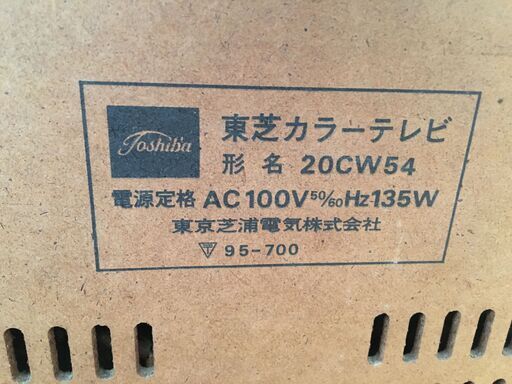 Toshiba
東芝カラーテレビ
形名 20CW54
電源定格 AC100V 50/60Hz 135W
東京芝浦電気株式会社
〒 95-700